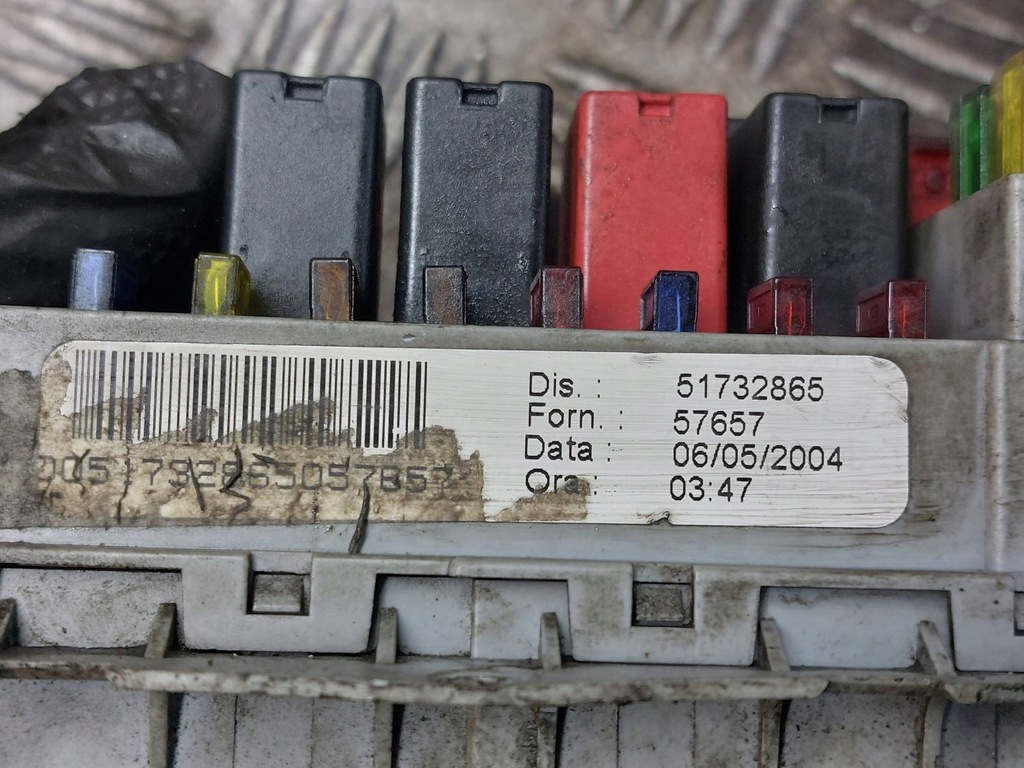 Dis. : 51732865
Forn. : 57657
Data : 06/05/2004
Ora : 03:47